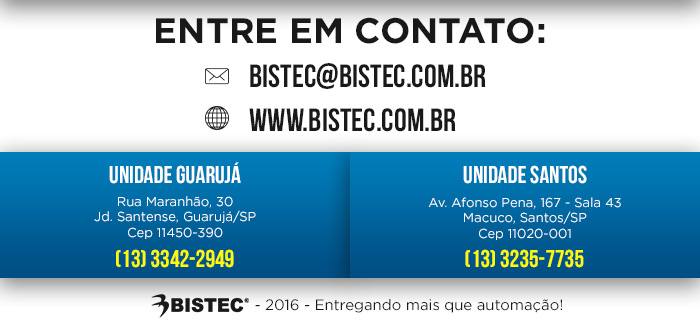 ENTRE EM CONTATO:
BISTEC@BISTEC.COM.BR
WWW.BISTEC.COM.BR
UNIDADE GUARUJÁ
Rua Maranhão, 30
Jd. Santense, Guarujá/SP
Cep 11450-390
(13) 3342-2949
UNIDADE SANTOS
Av. Afonso Pena, 167 - Sala 43
Macuco, Santos/SP
Cep 11020-001
(13) 3235-7735
BISTEC® - 2016 - Entregando mais que automação!